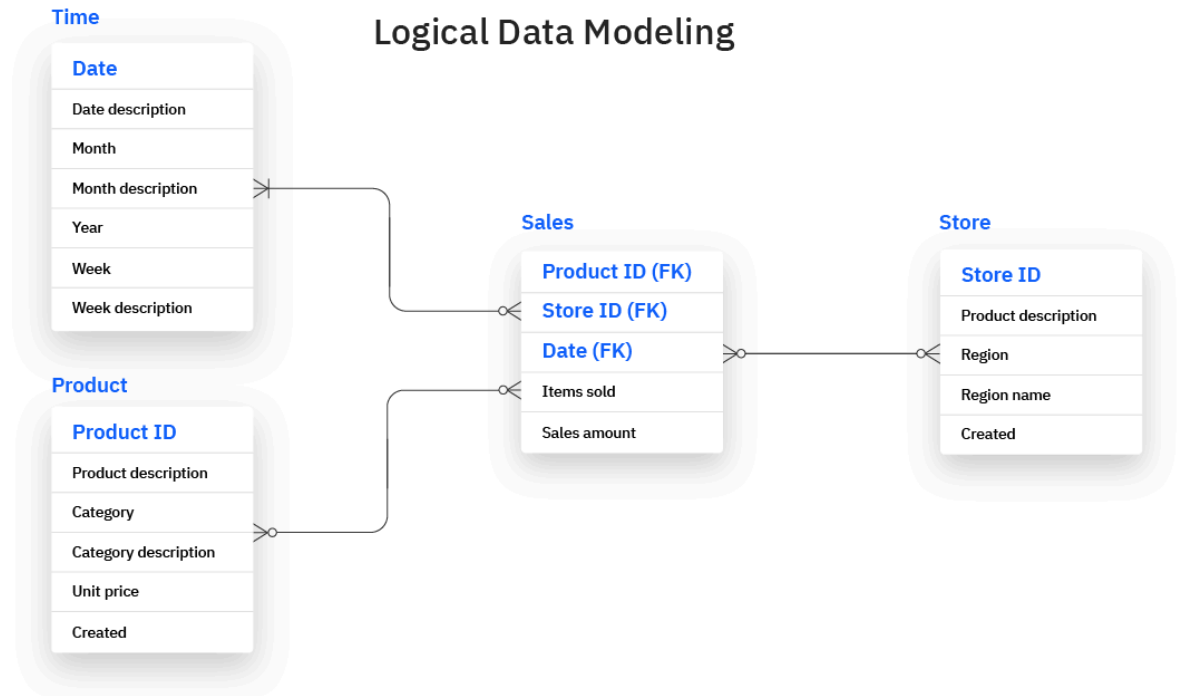 Logical Data Modeling
Time
Date
Date description
Month
Month description
Year
Week
Week description
Product
Product ID
Product description
Category
Category description
Unit price
Created
Sales
Product ID (FK)
Store ID (FK)
Date (FK)
Items sold
Sales amount
Store
Store ID
Product description
Region
Region name
Created